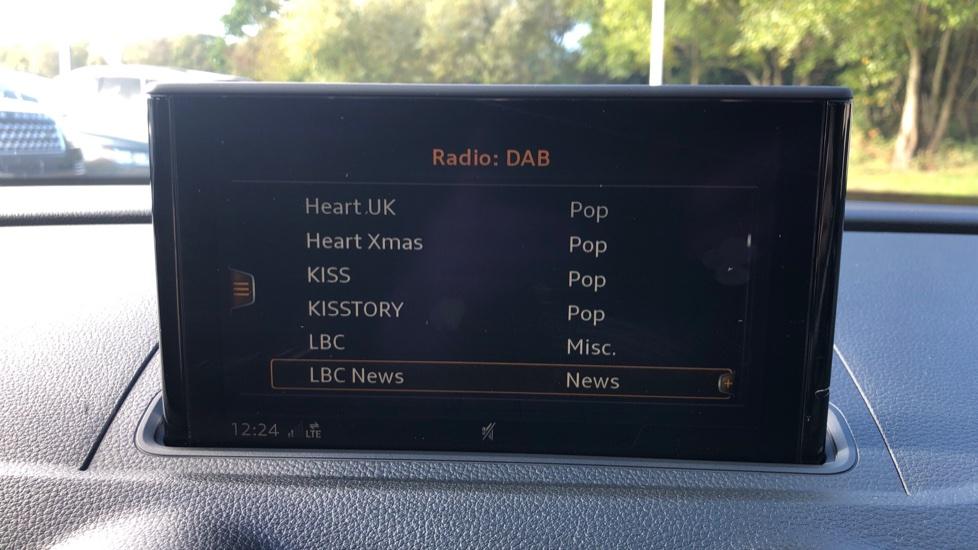 Radio: DAB
Heart UK Pop
Heart Xmas Pop
KISS Pop
KISSTORY Pop
LBC Misc.
LBC News News
12:24 LTE